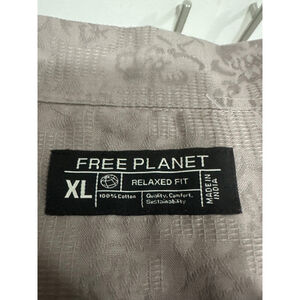 FREE PLANET
XL
RELAXED FIT
100% Cotton
Quality, Comfort,
Sustainability
MADE IN
INDIA